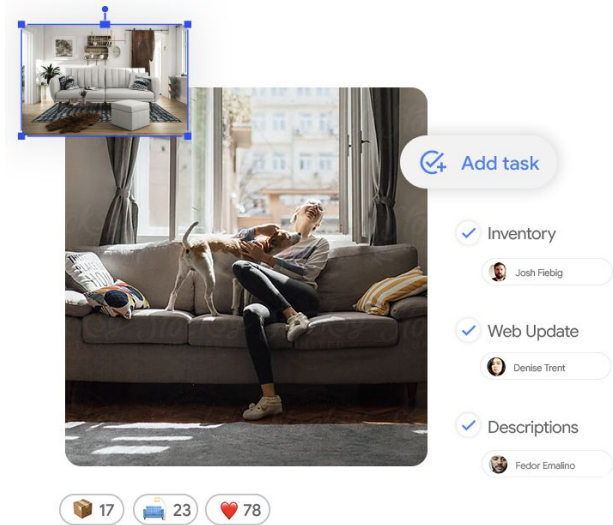 Add task
Inventory
Josh Fiebig
Web Update
Denise Trent
Descriptions
Fedor Emalino
17
23
78